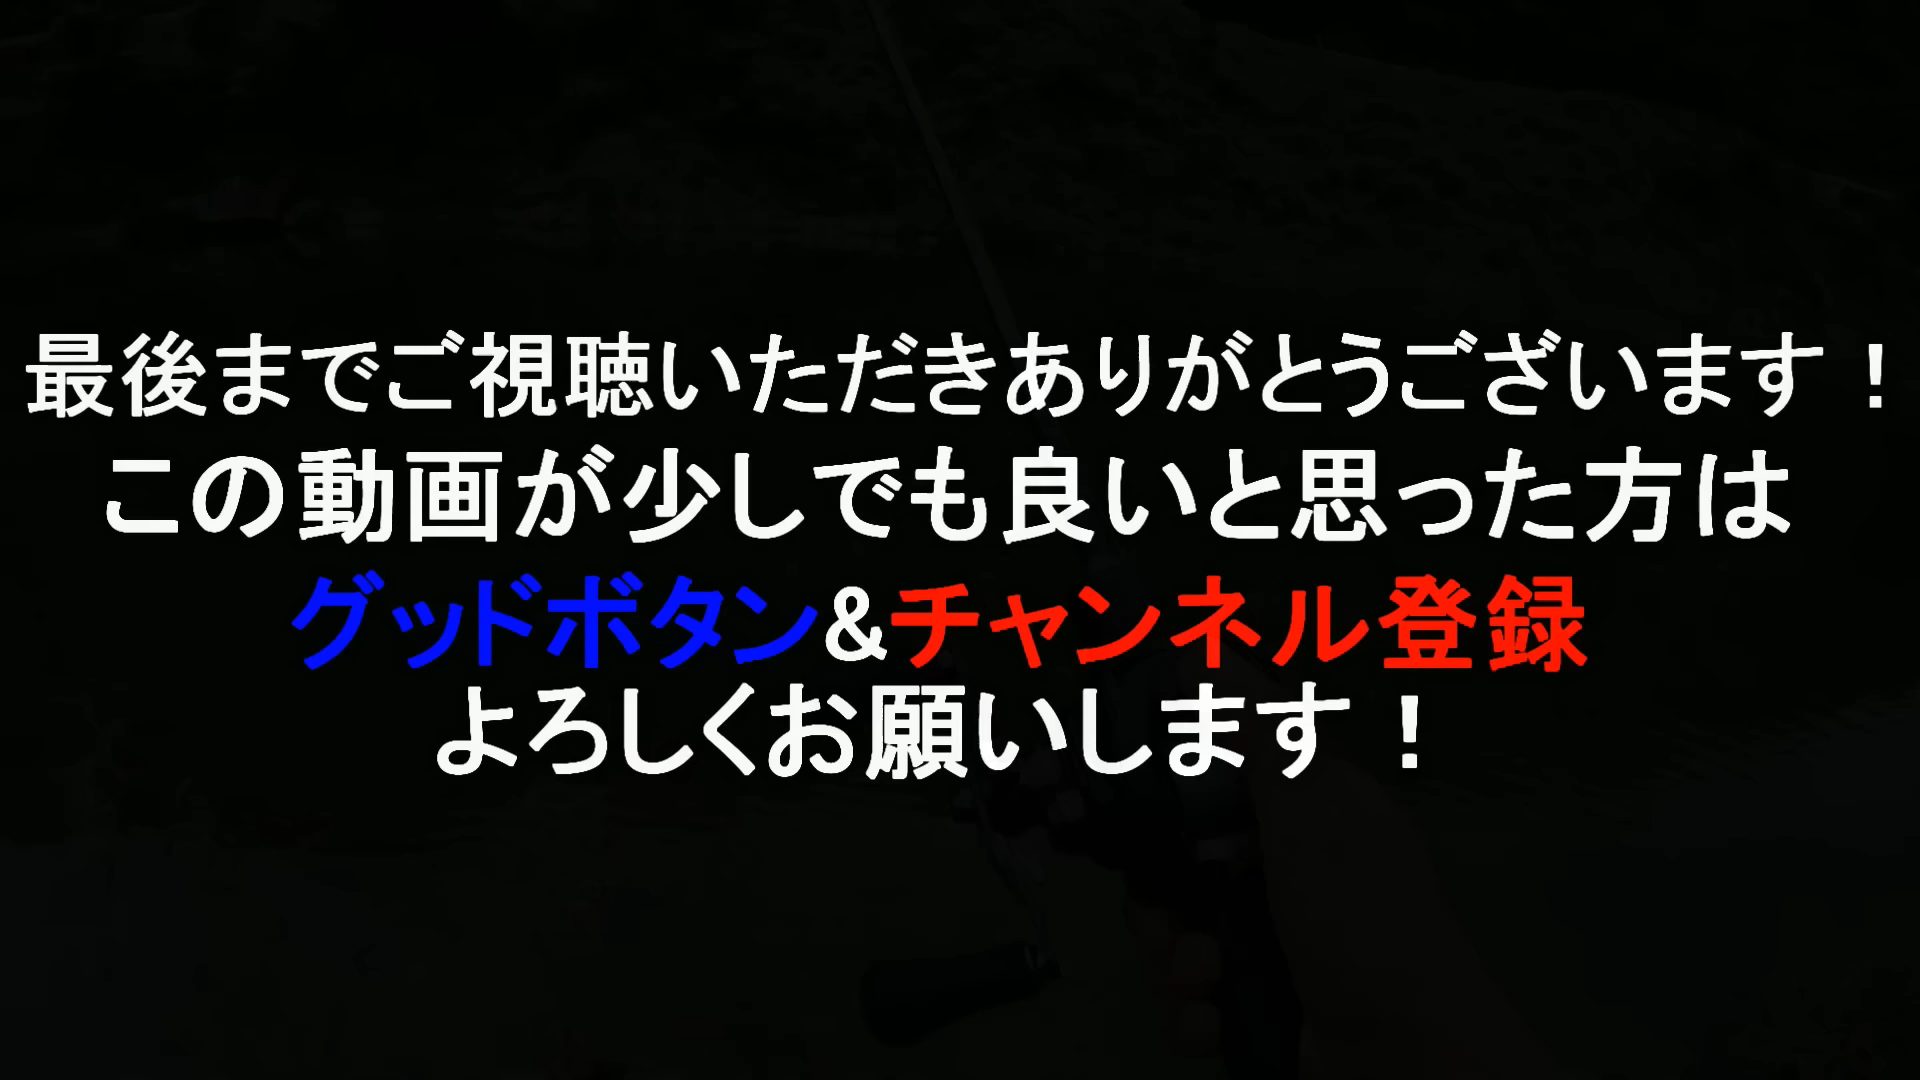 最後までご視聴いただきありがとうございます！
この動画が少しでも良いと思った方は
グッドボタン&チャンネル登録
よろしくお願いします！